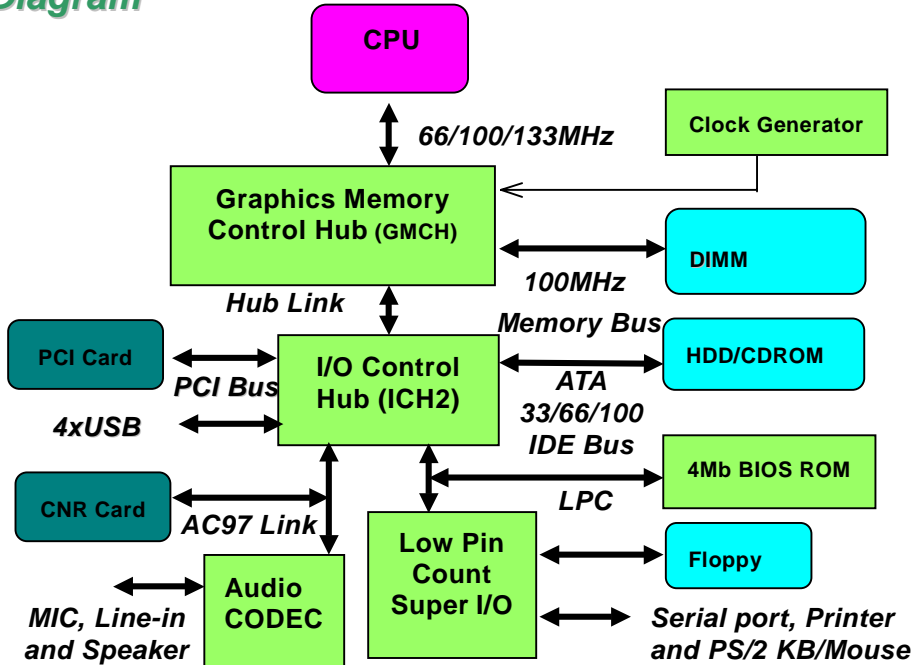 Diagram
CPU
66/100/133MHz
Clock Generator
Graphics Memory
Control Hub (GMCH)
DIMM
100MHz
Memory Bus
Hub Link
PCI Card
PCI Bus
I/O Control
Hub (ICH2)
HDD/CDROM
ATA
33/66/100
IDE Bus
4xUSB
4Mb BIOS ROM
LPC
CNR Card
AC97 Link
Low Pin
Count
Super I/O
Floppy
Audio
CODEC
MIC, Line-in
and Speaker
Serial port, Printer
and PS/2 KB/Mouse